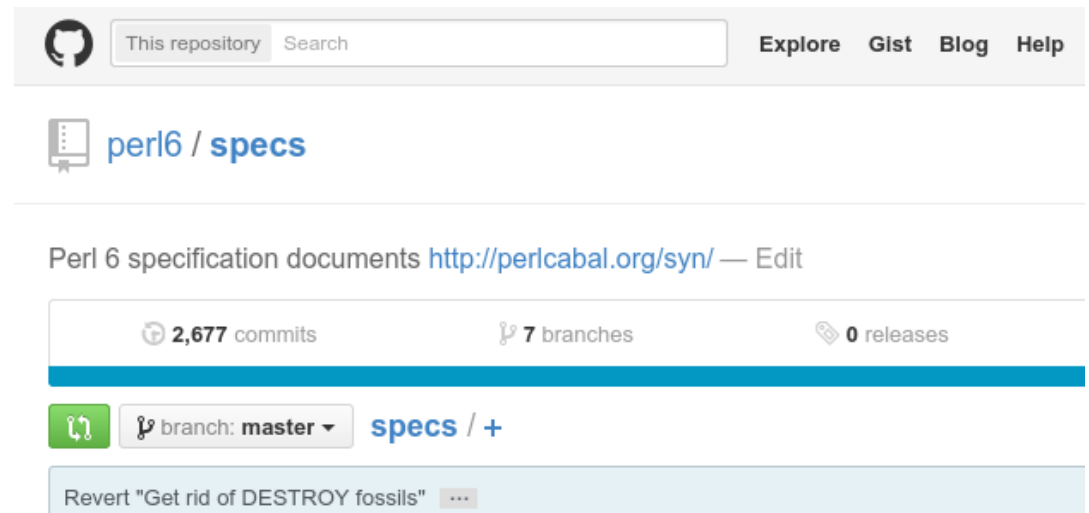 This repository Search Explore Gist Blog Help
perl6 / specs
Perl 6 specification documents http://perlcabal.org/syn/ — Edit
2,677 commits 7 branches 0 releases
branch: master specs / +
Revert "Get rid of DESTROY fossils" ...